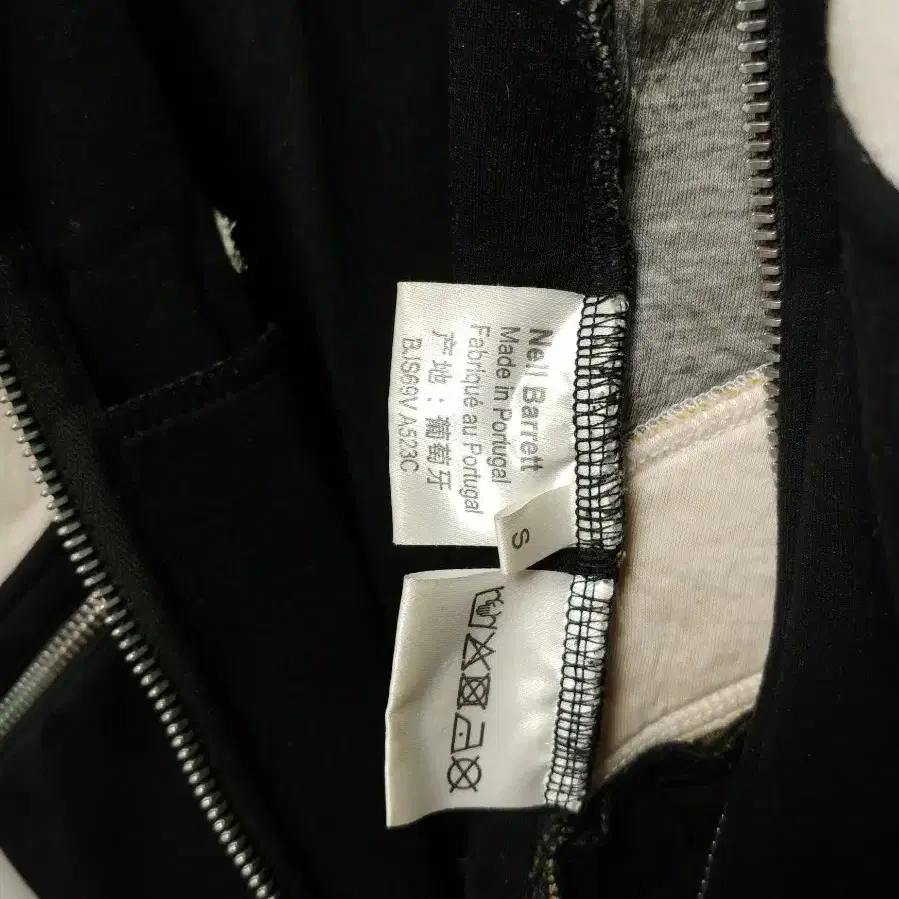 Neil Barrett
Made in Portugal
Fabriqué au Portugal
产地：葡萄牙
BJS69V A523C
S